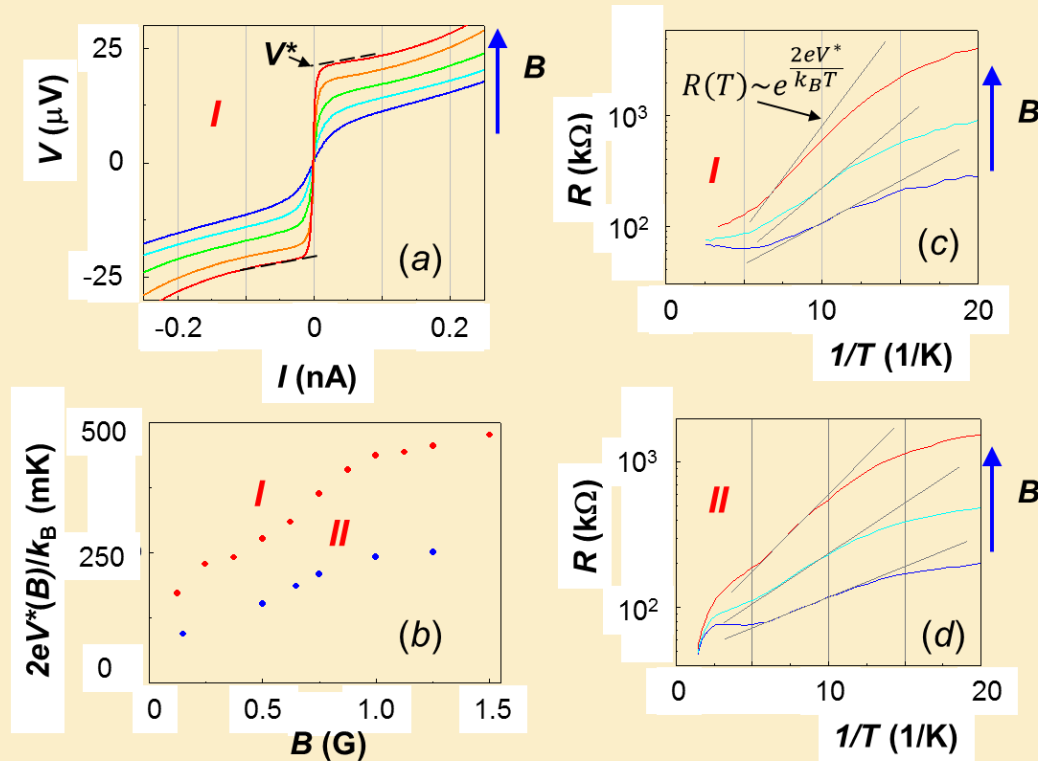 25
0
-25
V (μV)
V*
I
B
(a)
-0.2
0
0.2
I (nA)
10³
10²
R (kΩ)
R(T)~e^(2eV*/k_BT)
I
B
(c)
0
10
20
1/T (1/K)
500
250
0
2eV*(B)/k_B (mK)
I
II
(b)
0
0.5
1.0
1.5
B (G)
10³
10²
R (kΩ)
II
B
(d)
0
10
20
1/T (1/K)